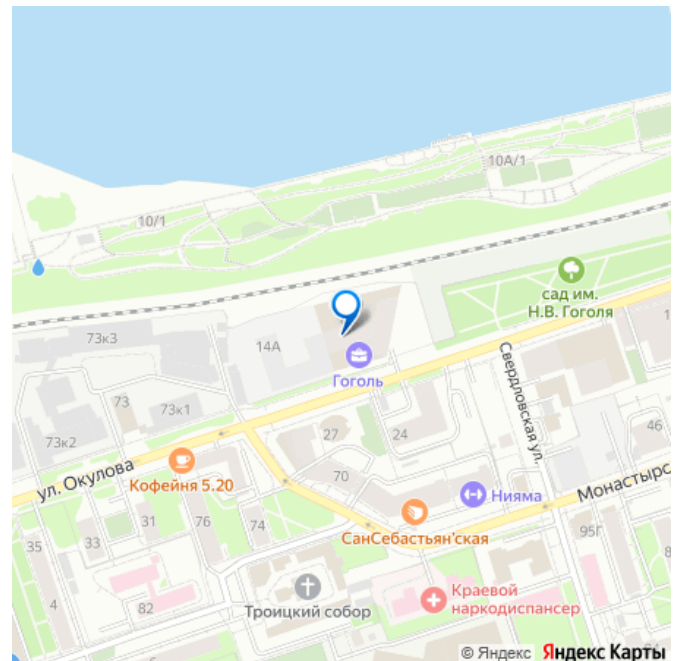 10А/1
10/1
сад им.
Н.В. Гоголя
73к3
14А
Гоголь
Свердловская ул.
73
73к1
73к2
27
24
46
ул. Окулова
Кофейня 5.20
70
Нияма
Монастырс
СанСебастьян'ская
31
76
74
95Г
35
33
4
82
Троицкий собор
Краевой
наркодиспансер
© Яндекс Яндекс Карты